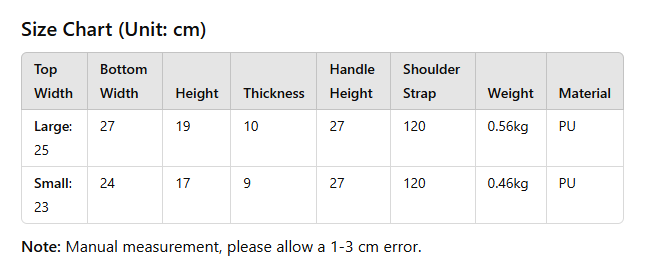 Size Chart (Unit: cm)
Top Width Bottom Width Height Thickness Handle Height Shoulder Strap Weight Material
Large: 25 27 19 10 27 120 0.56kg PU
Small: 23 24 17 9 27 120 0.46kg PU
Note: Manual measurement, please allow a 1-3 cm error.